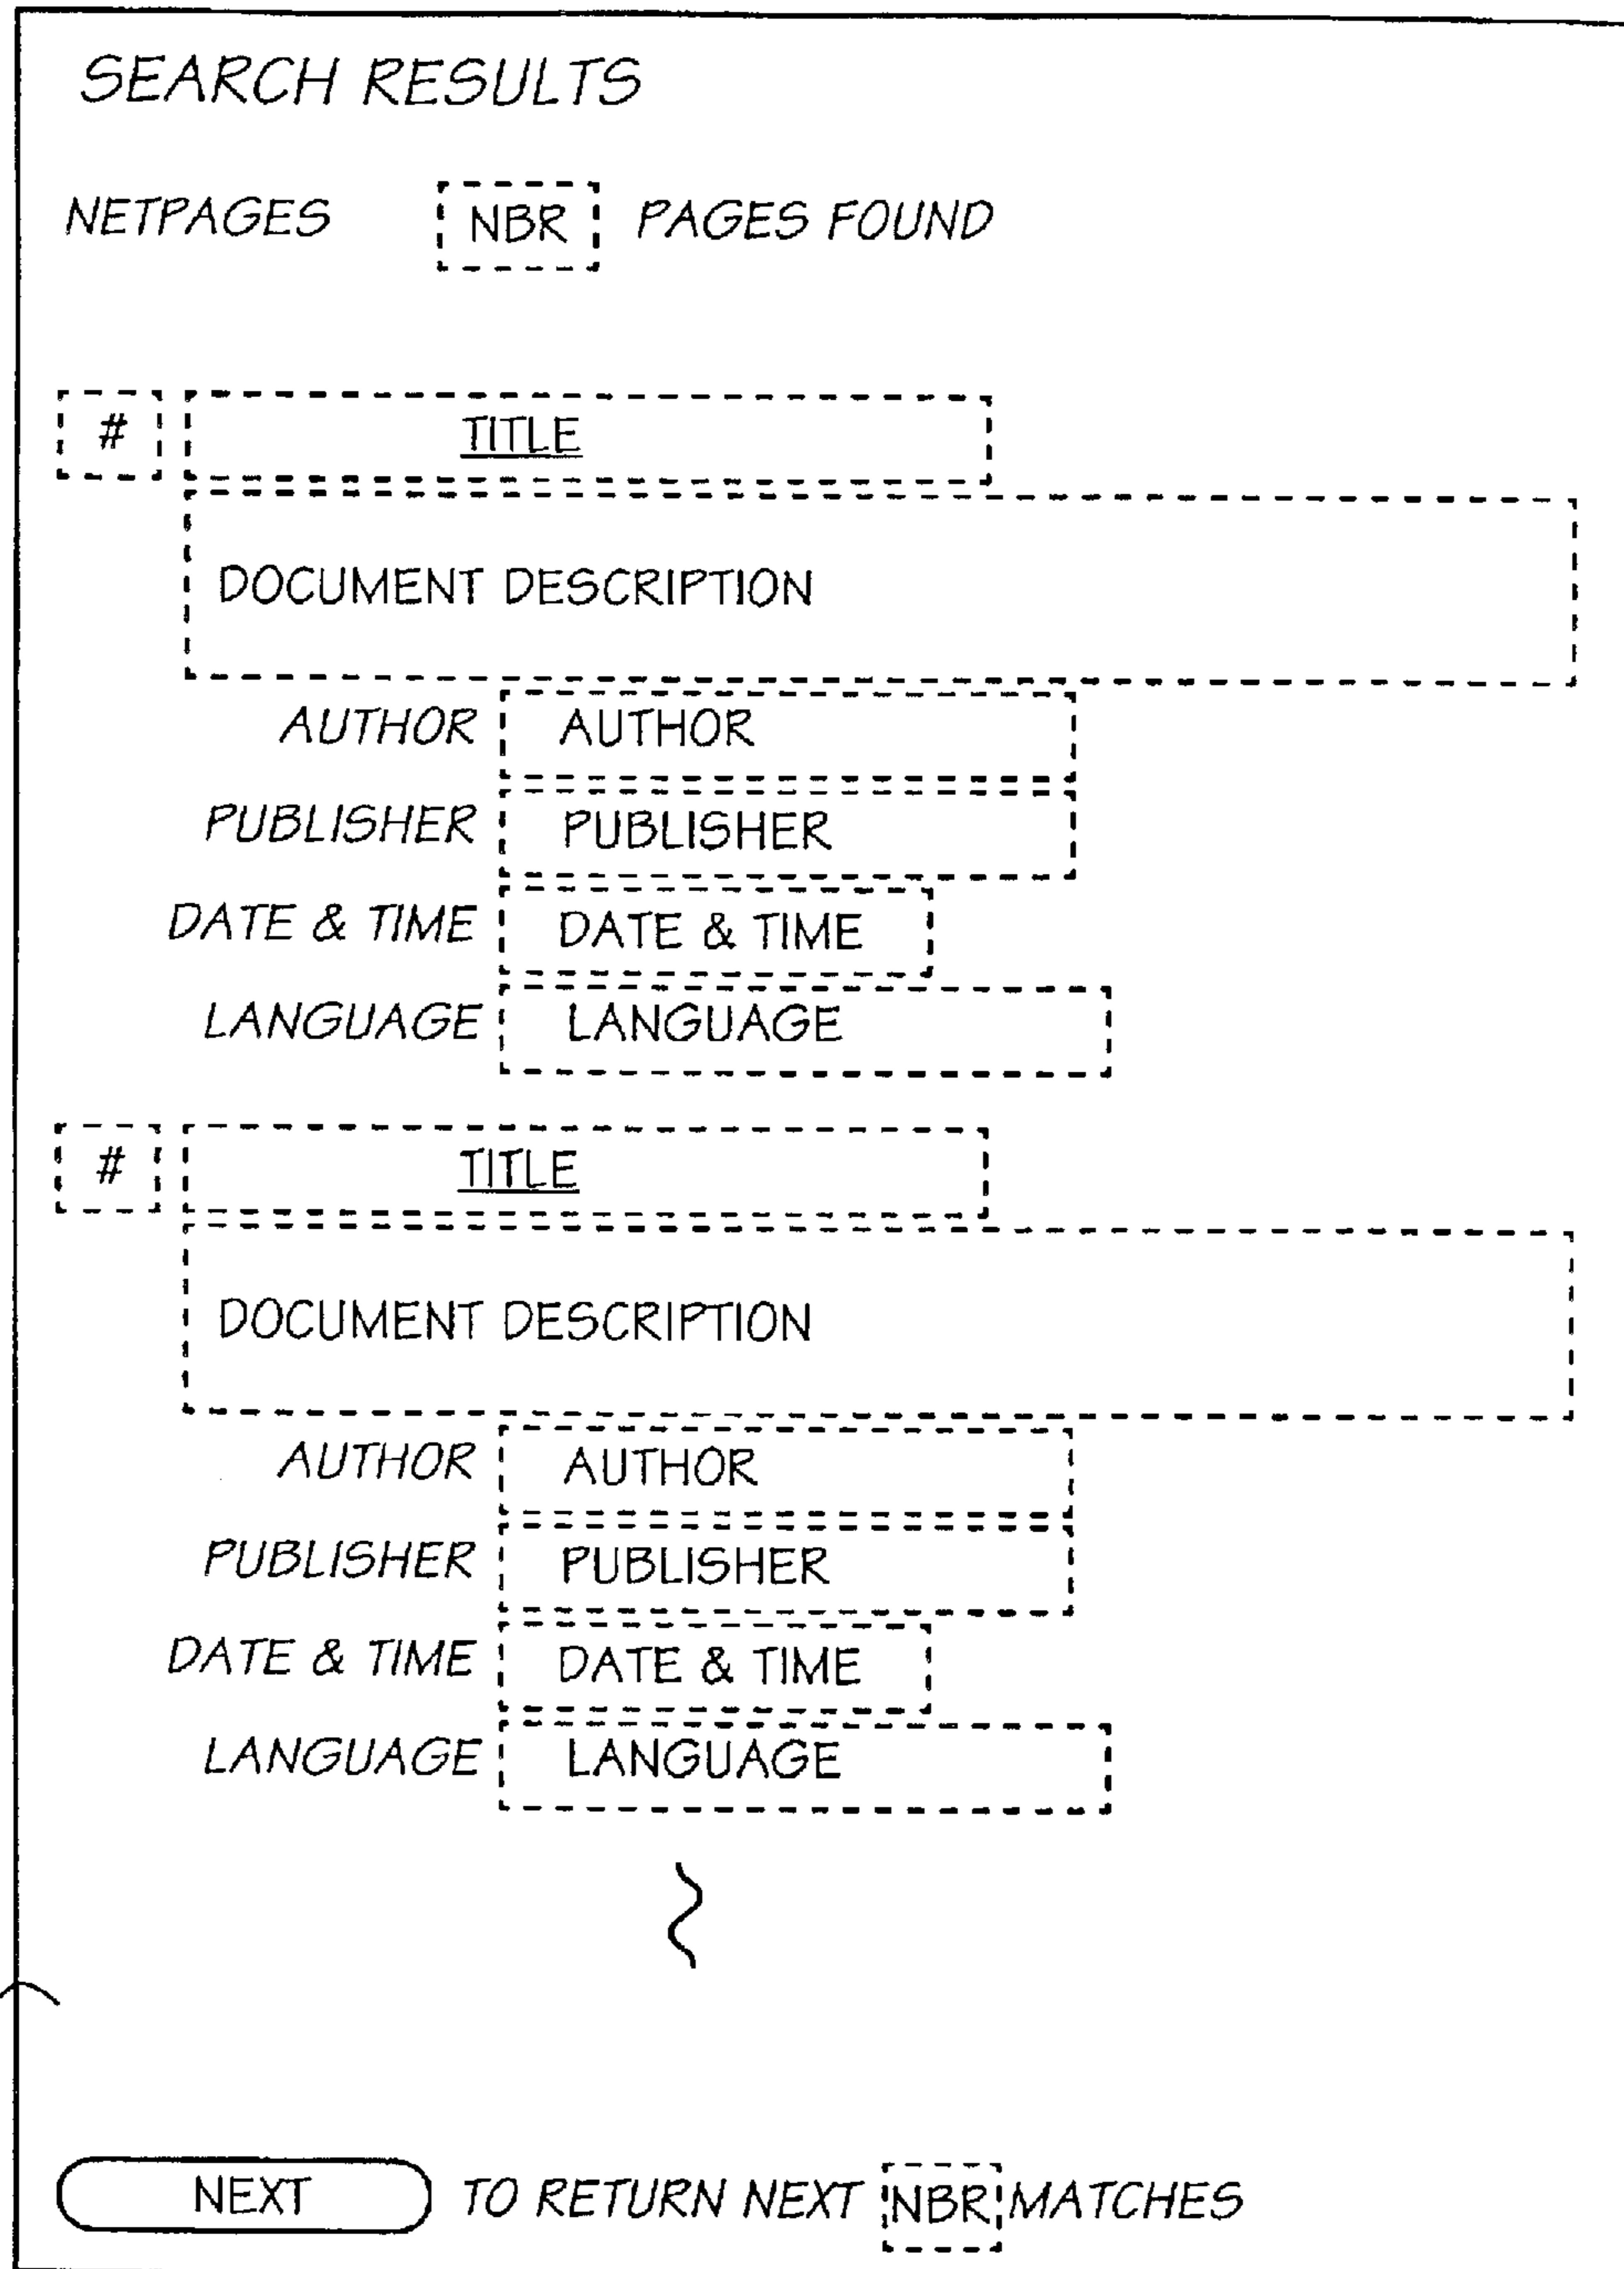 SEARCH RESULTS
NETPAGES NBR PAGES FOUND
# TITLE
DOCUMENT DESCRIPTION
AUTHOR AUTHOR
PUBLISHER PUBLISHER
DATE & TIME DATE & TIME
LANGUAGE LANGUAGE
# TITLE
DOCUMENT DESCRIPTION
AUTHOR AUTHOR
PUBLISHER PUBLISHER
DATE & TIME DATE & TIME
LANGUAGE LANGUAGE
NEXT TO RETURN NEXT NBR MATCHES